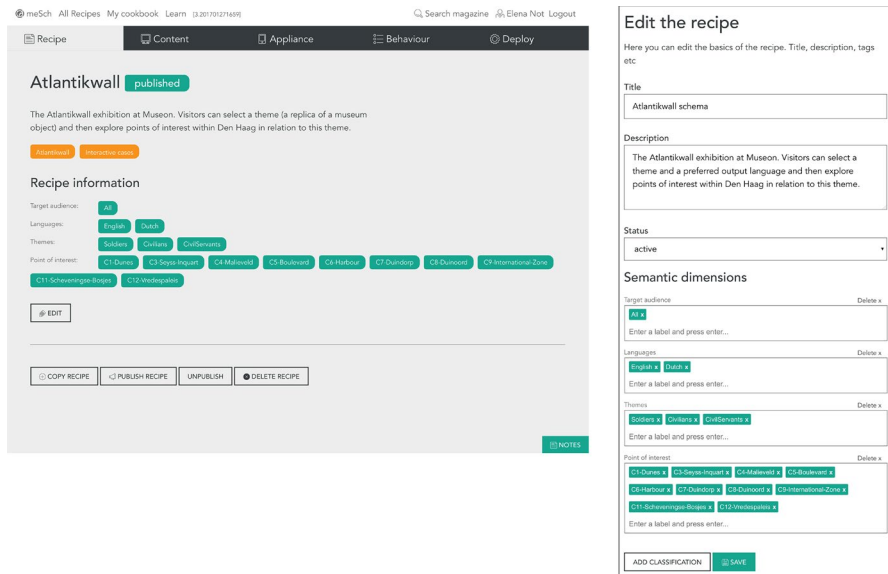 meSch All Recipes My cookbook Learn [3.201701271659] Search magazine Elena Not Logout
Recipe Content Appliance Behaviour Deploy
Atlantikwall published
The Atlantikwall exhibition at Museon. Visitors can select a theme (a replica of a museum
object) and then explore points of interest within Den Haag in relation to this theme.
Atlantikwall Interactive cases
Recipe information
Target audience: All
Languages: English Dutch
Themes: Soldiers Civilians CivilServants
Point of interest: C1-Dunes C3-Seyss-Inquart C4-Malieveld C5-Boulevard C6-Harbour C7-Duindorp C8-Duinoord C9-International-Zone
C11-Scheveningse-Bosjes C12-Vredespaleis
EDIT
COPY RECIPE PUBLISH RECIPE UNPUBLISH DELETE RECIPE
NOTES
Edit the recipe
Here you can edit the basics of the recipe. Title, description, tags
etc
Title
Atlantikwall schema
Description
The Atlantikwall exhibition at Museon. Visitors can select a
theme and a preferred output language and then explore
points of interest within Den Haag in relation to this theme.
Status
active
Semantic dimensions
Target audience Delete x
All x
Enter a label and press enter...
Languages Delete x
English x Dutch x
Enter a label and press enter...
Themes Delete x
Soldiers x Civilians x CivilServants x
Enter a label and press enter...
Point of interest Delete x
C1-Dunes x C3-Seyss-Inquart x C4-Malieveld x C5-Boulevard x
C6-Harbour x C7-Duindorp x C8-Duinoord x C9-International-Zone x
C11-Scheveningse-Bosjes x C12-Vredespaleis x
Enter a label and press enter...
ADD CLASSIFICATION SAVE